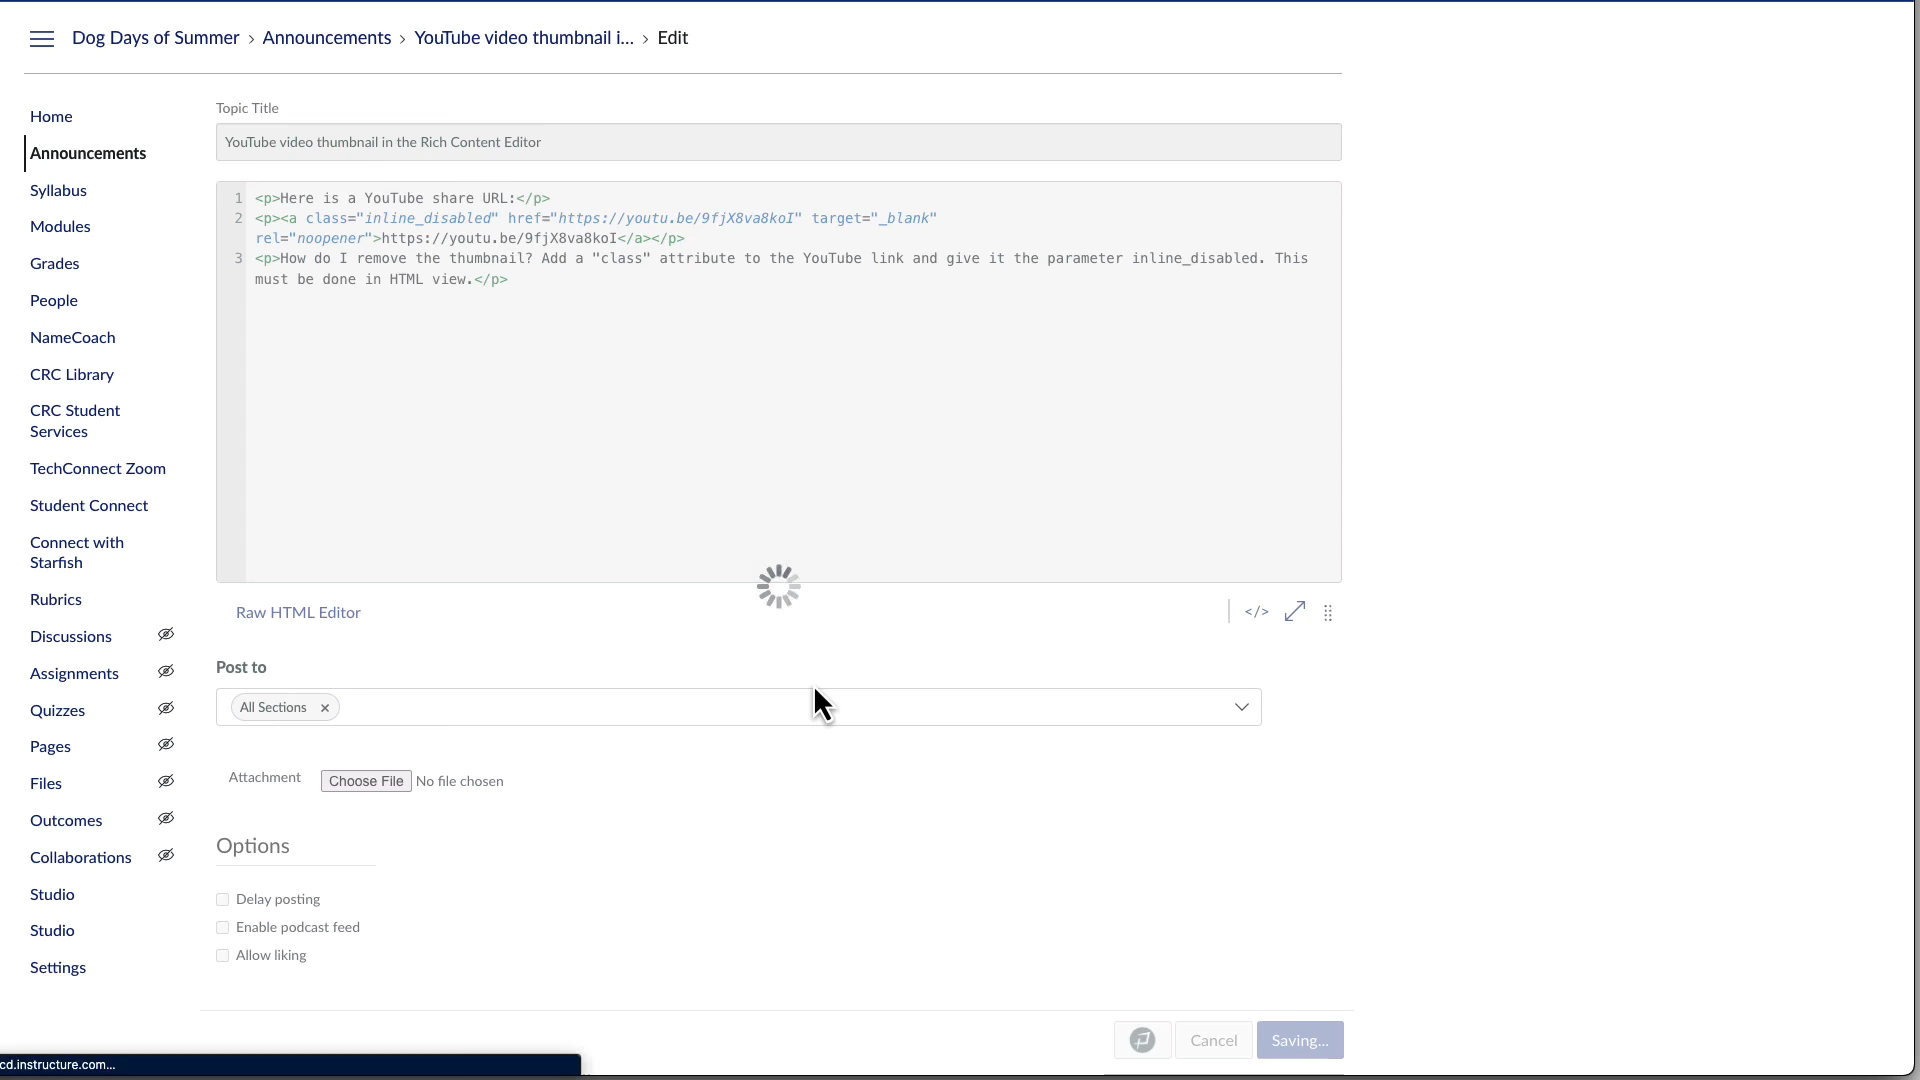 Dog Days of Summer › Announcements › YouTube video thumbnail i... › Edit
Home
Announcements
Syllabus
Modules
Grades
People
NameCoach
CRC Library
CRC Student
Services
TechConnect Zoom
Student Connect
Connect with
Starfish
Rubrics
Discussions
Assignments
Quizzes
Pages
Files
Outcomes
Collaborations
Studio
Studio
Settings
Topic Title
YouTube video thumbnail in the Rich Content Editor
1 <p>Here is a YouTube share URL:</p>
2 <p><a class="inline_disabled" href="https://youtu.be/9fjX8va8koI" target="_blank"
rel="noopener">https://youtu.be/9fjX8va8koI</a></p>
3 <p>How do I remove the thumbnail? Add a "class" attribute to the YouTube link and give it the parameter inline_disabled. This
must be done in HTML view.</p>
Raw HTML Editor
</>
Post to
All Sections ×
Attachment Choose File No file chosen
Options
Delay posting
Enable podcast feed
Allow liking
Cancel Saving...
cd.instructure.com...